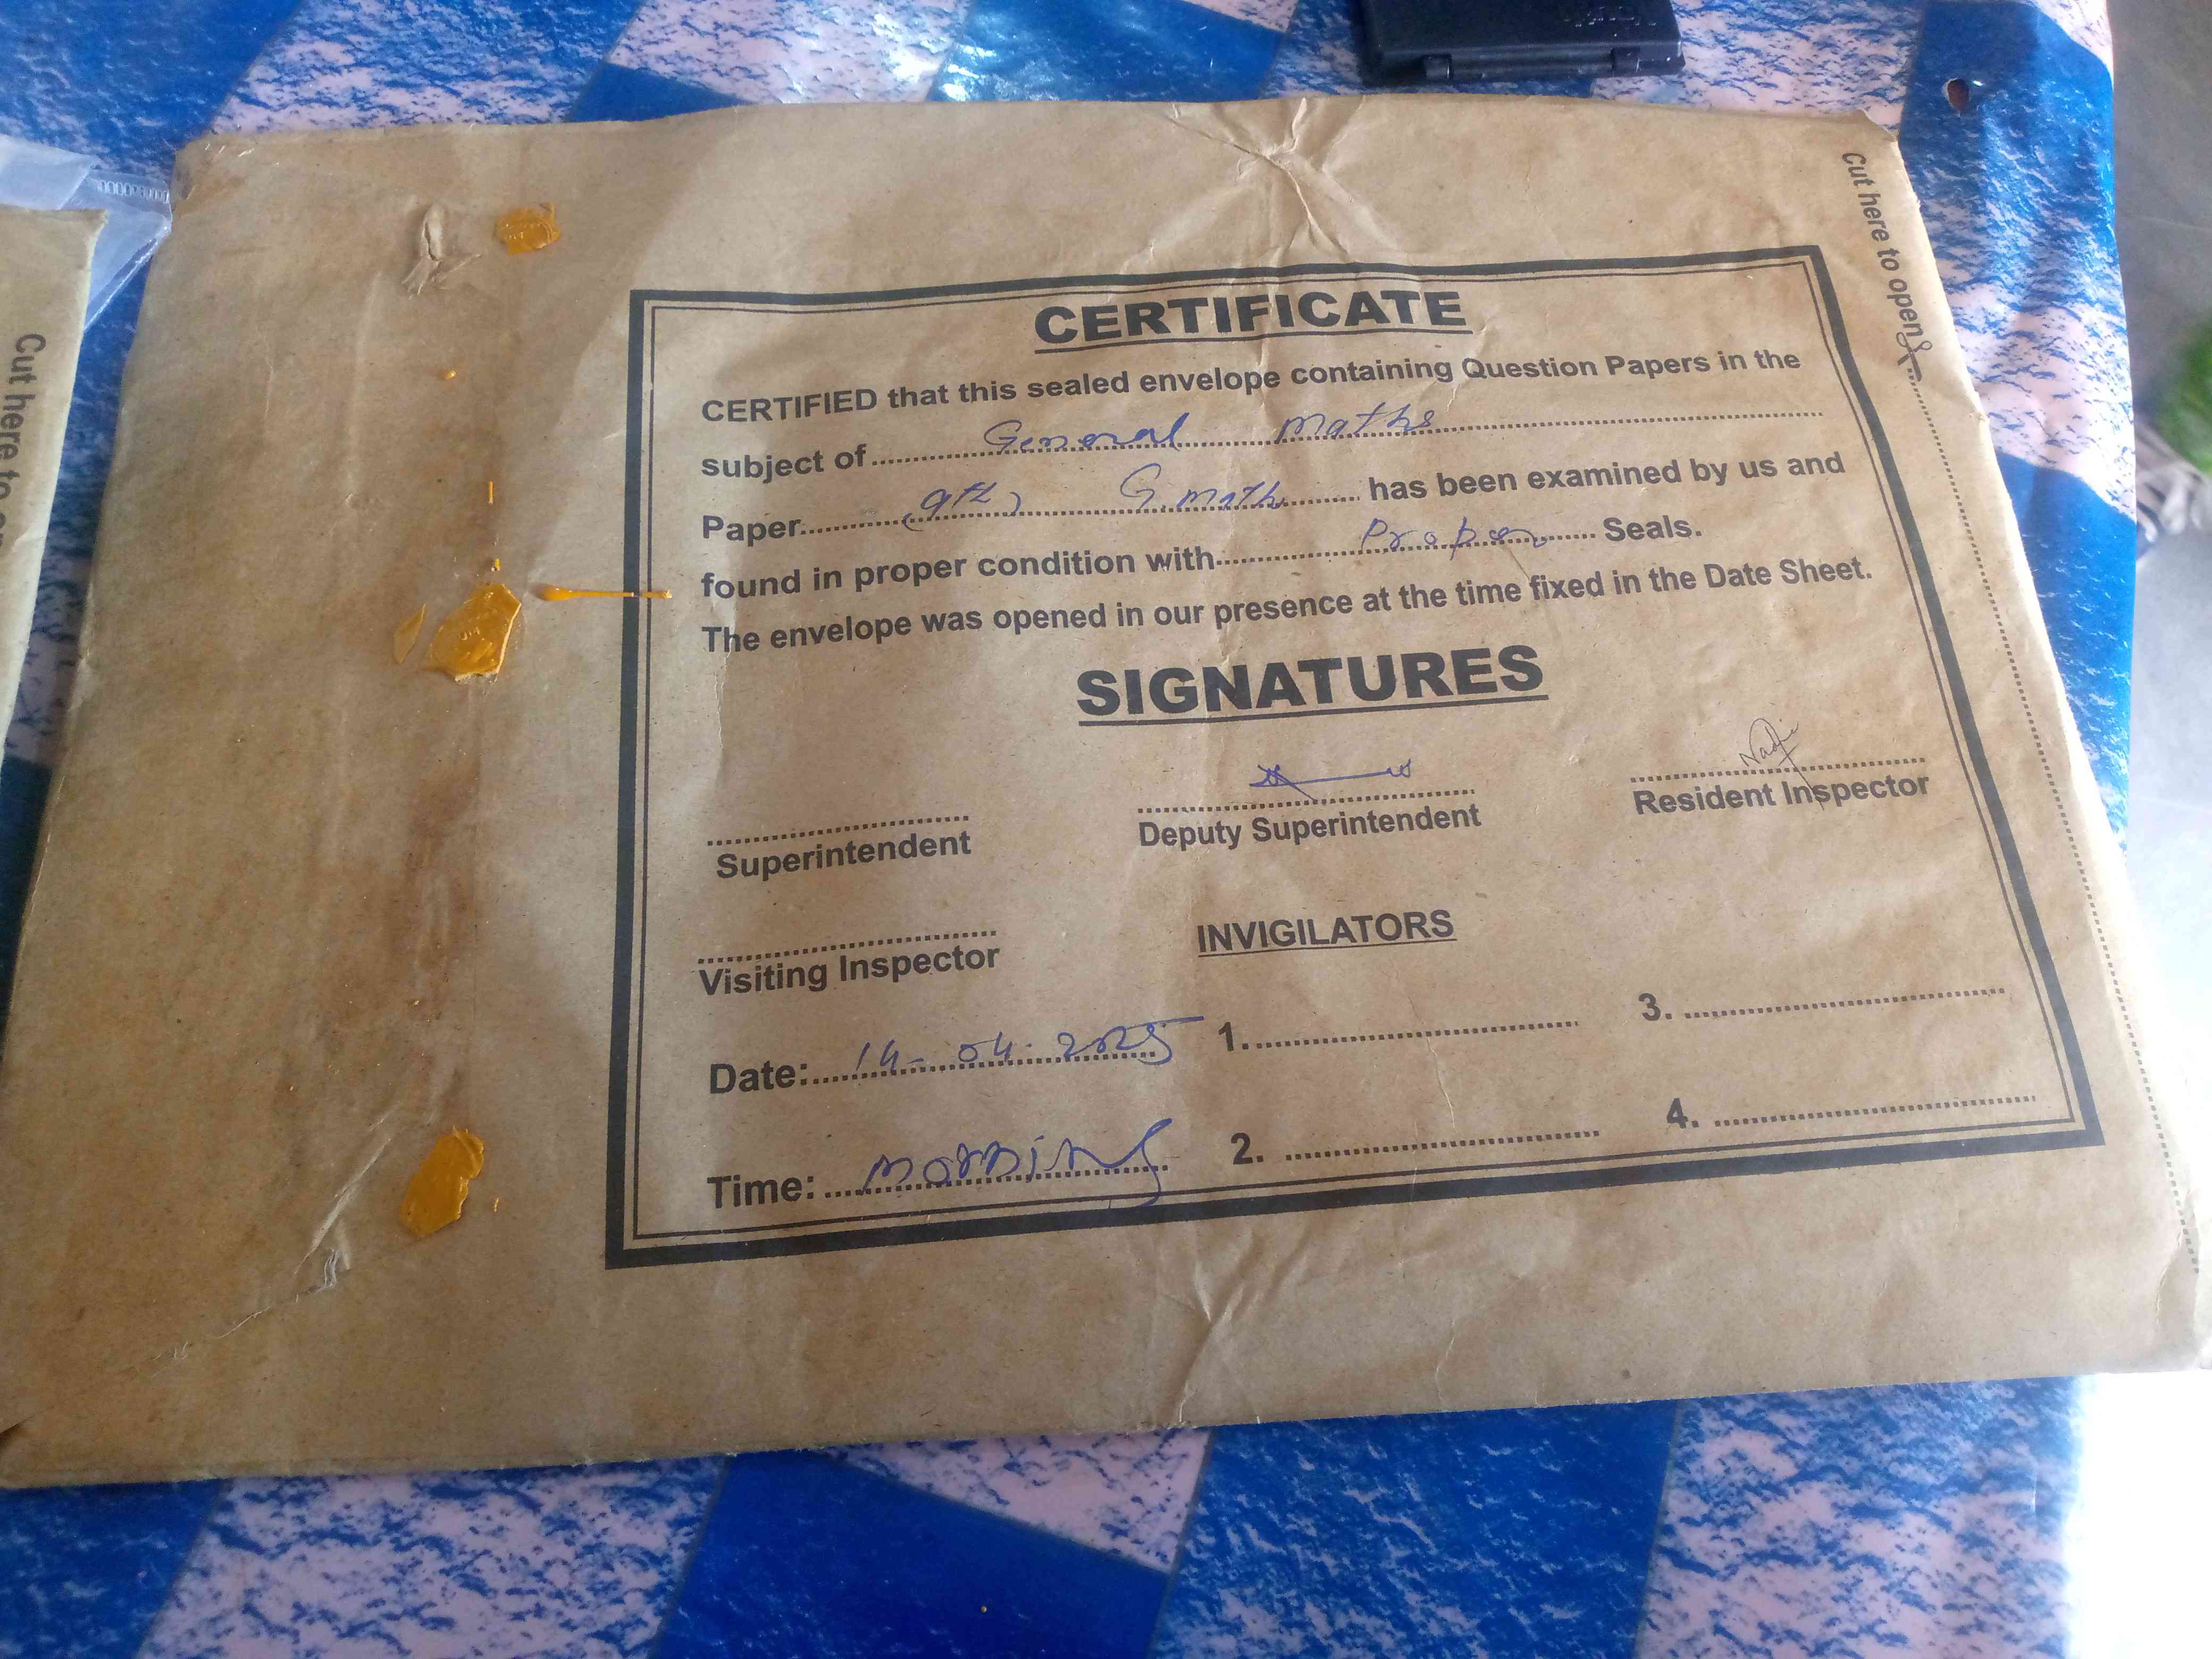 CERTIFICATE
CERTIFIED that this sealed envelope containing Question Papers in the
subject of General Maths
Paper (9th) G. math has been examined by us and
found in proper condition with Proper Seals.
The envelope was opened in our presence at the time fixed in the Date Sheet.
SIGNATURES
Superintendent
Deputy Superintendent
Resident Inspector
Visiting Inspector
INVIGILATORS
Date: 14-04-2025
1.
3.
Time: Morning
2.
4.
Cut here to open
Cut here to